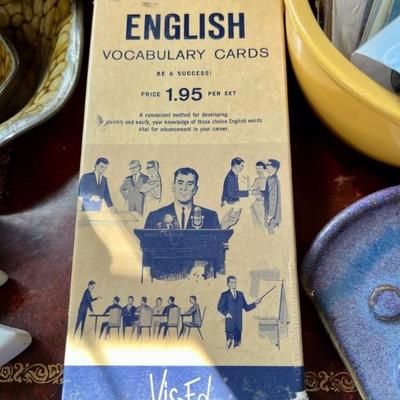 ENGLISH
VOCABULARY CARDS
BE A SUCCESS!
PRICE 1.95 PER SET
A convenient method for developing,
quickly and easily, your knowledge of those choice English words
vital for advancement in your career.
Vis-Ed